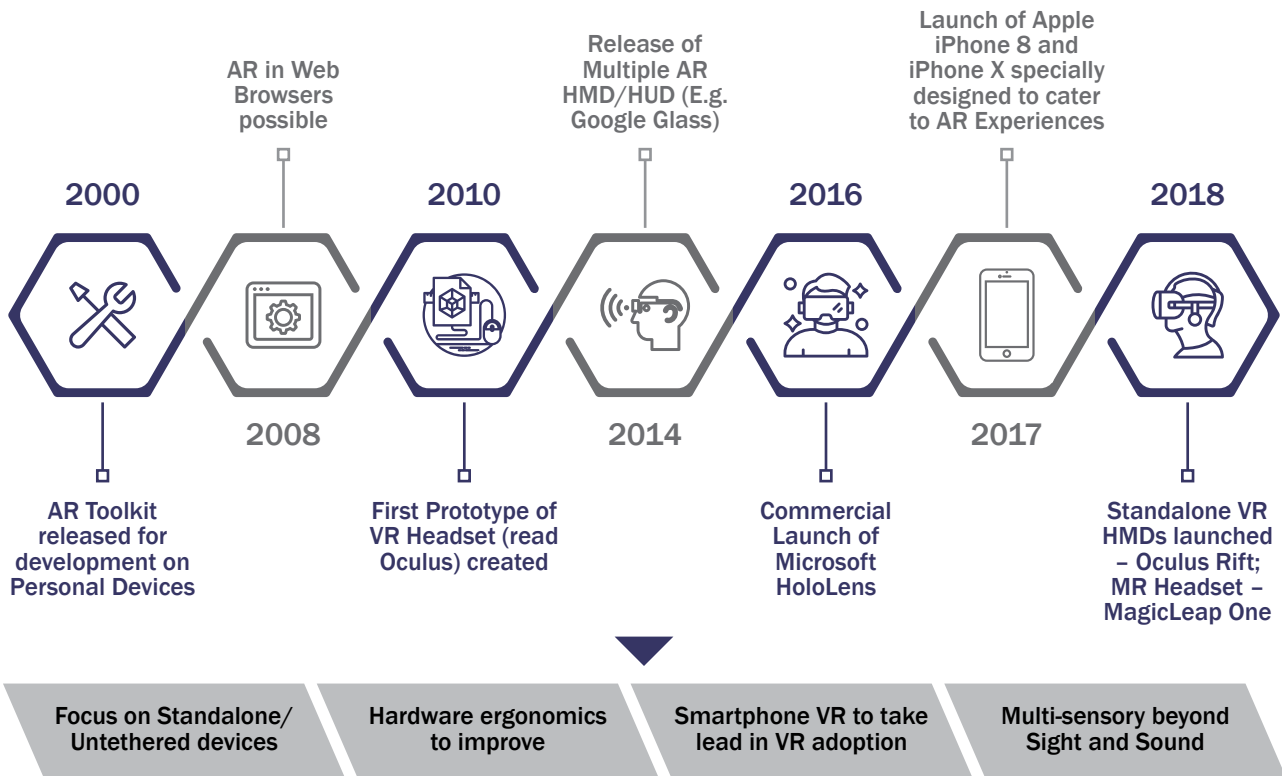 2000
AR Toolkit
released for
development on
Personal Devices
AR in Web
Browsers
possible
2008
2010
First Prototype of
VR Headset (read
Oculus) created
Release of
Multiple AR
HMD/HUD (E.g.
Google Glass)
2014
2016
Commercial
Launch of
Microsoft
HoloLens
Launch of Apple
iPhone 8 and
iPhone X specially
designed to cater
to AR Experiences
2017
2018
Standalone VR
HMDs launched
– Oculus Rift;
MR Headset –
MagicLeap One
Focus on Standalone/
Untethered devices
Hardware ergonomics
to improve
Smartphone VR to take
lead in VR adoption
Multi-sensory beyond
Sight and Sound